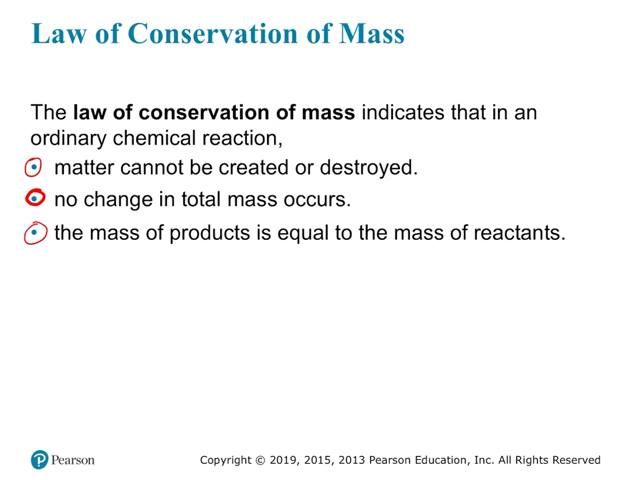 Law of Conservation of Mass
The law of conservation of mass indicates that in an
ordinary chemical reaction,
• matter cannot be created or destroyed.
• no change in total mass occurs.
• the mass of products is equal to the mass of reactants.
Pearson
Copyright © 2019, 2015, 2013 Pearson Education, Inc. All Rights Reserved